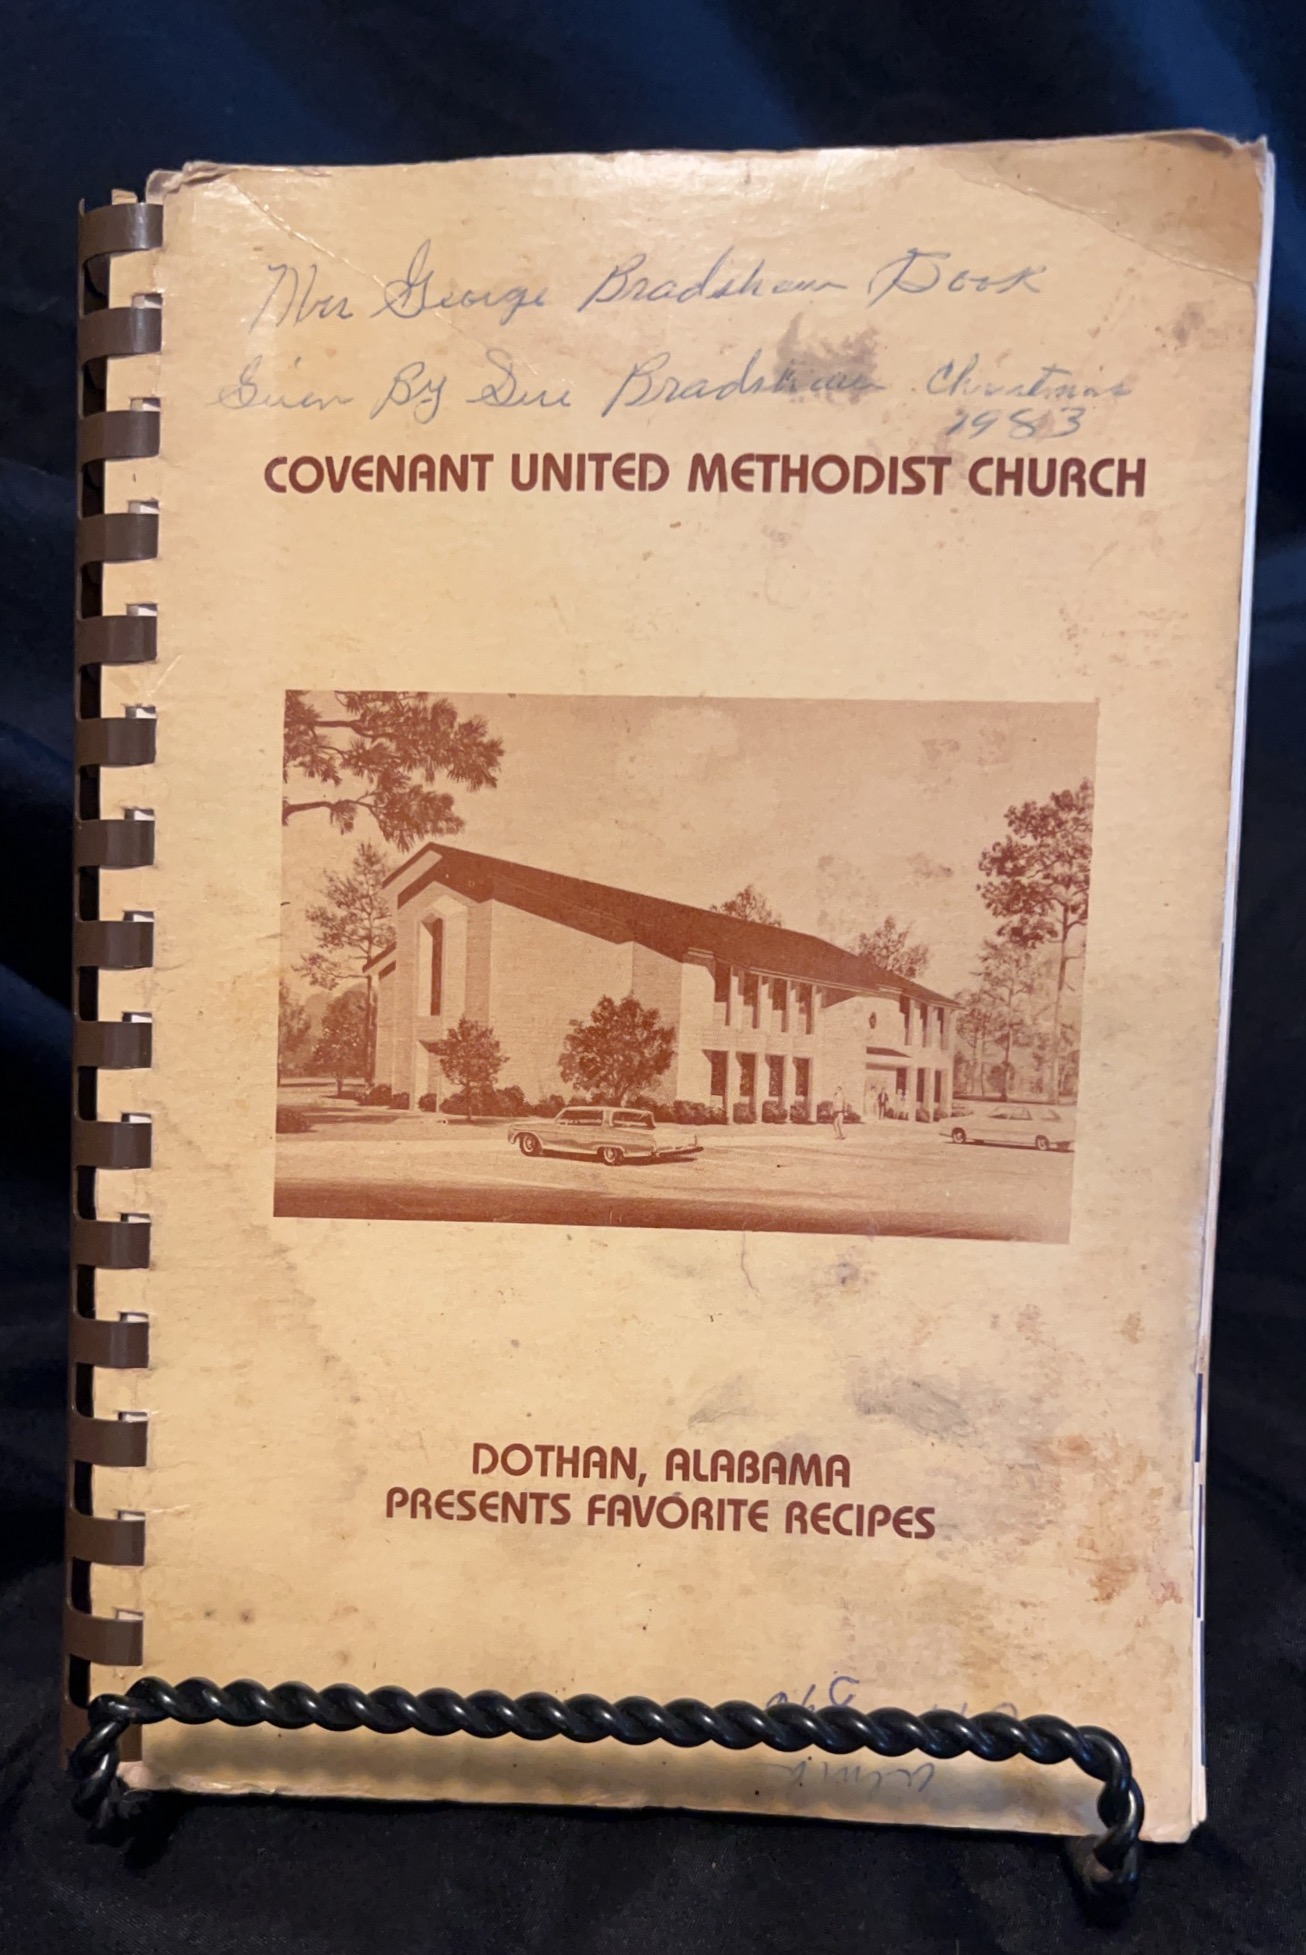 Mrs George Bradshaw Book
Given By Sue Bradshaw Christmas
1983
COVENANT UNITED METHODIST CHURCH
DOTHAN, ALABAMA
PRESENTS FAVORITE RECIPES